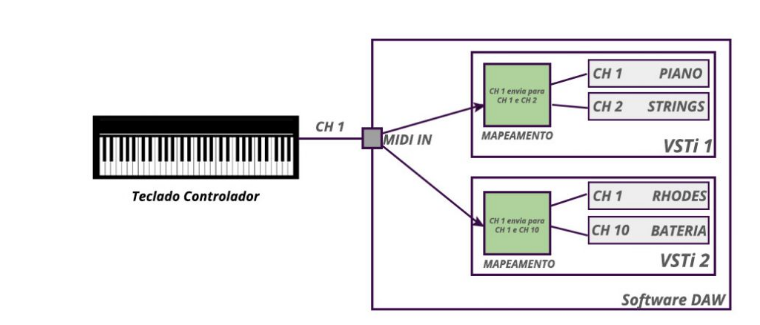 CH 1
MIDI IN
Teclado Controlador
CH 1 envia para
CH 1 e CH 2
MAPEAMENTO
CH 1 PIANO
CH 2 STRINGS
VSTi 1
CH 1 envia para
CH 1 e CH 10
MAPEAMENTO
CH 1 RHODES
CH 10 BATERIA
VSTi 2
Software DAW